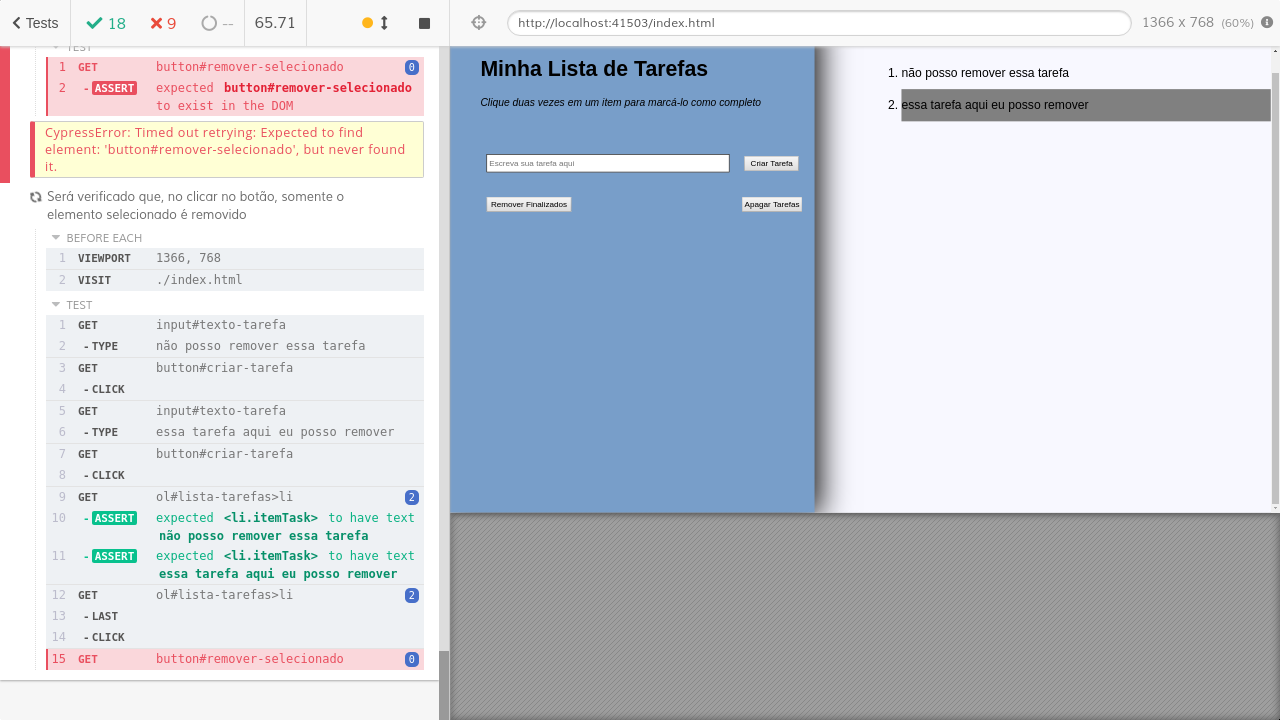 Tests
18
9
--
65.71
TEST
1 GET button#remover-selecionado 0
2 - ASSERT expected button#remover-selecionado
to exist in the DOM
CypressError: Timed out retrying: Expected to find
element: 'button#remover-selecionado', but never found
it.
Será verificado que, no clicar no botão, somente o
elemento selecionado é removido
BEFORE EACH
1 VIEWPORT 1366, 768
2 VISIT ./index.html
TEST
1 GET input#texto-tarefa
2 - TYPE não posso remover essa tarefa
3 GET button#criar-tarefa
4 - CLICK
5 GET input#texto-tarefa
6 - TYPE essa tarefa aqui eu posso remover
7 GET button#criar-tarefa
8 - CLICK
9 GET ol#lista-tarefas>li 2
10 - ASSERT expected <li.itemTask> to have text
não posso remover essa tarefa
11 - ASSERT expected <li.itemTask> to have text
essa tarefa aqui eu posso remover
12 GET ol#lista-tarefas>li 2
13 - LAST
14 - CLICK
15 GET button#remover-selecionado 0
http://localhost:41503/index.html
1366 x 768 (60%)
Minha Lista de Tarefas
Clique duas vezes em um item para marcá-lo como completo
Escreva sua tarefa aqui
Criar Tarefa
Remover Finalizados
Apagar Tarefas
1. não posso remover essa tarefa
2. essa tarefa aqui eu posso remover